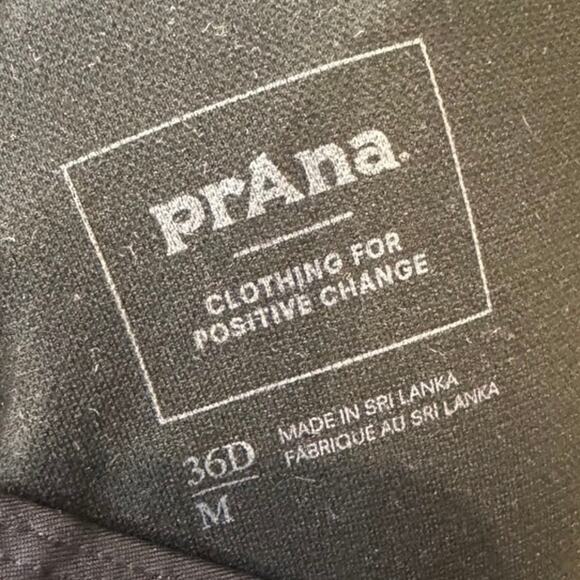 prAna.
CLOTHING FOR
POSITIVE CHANGE
36D
M
MADE IN SRI LANKA
FABRIQUE AU SRI LANKA